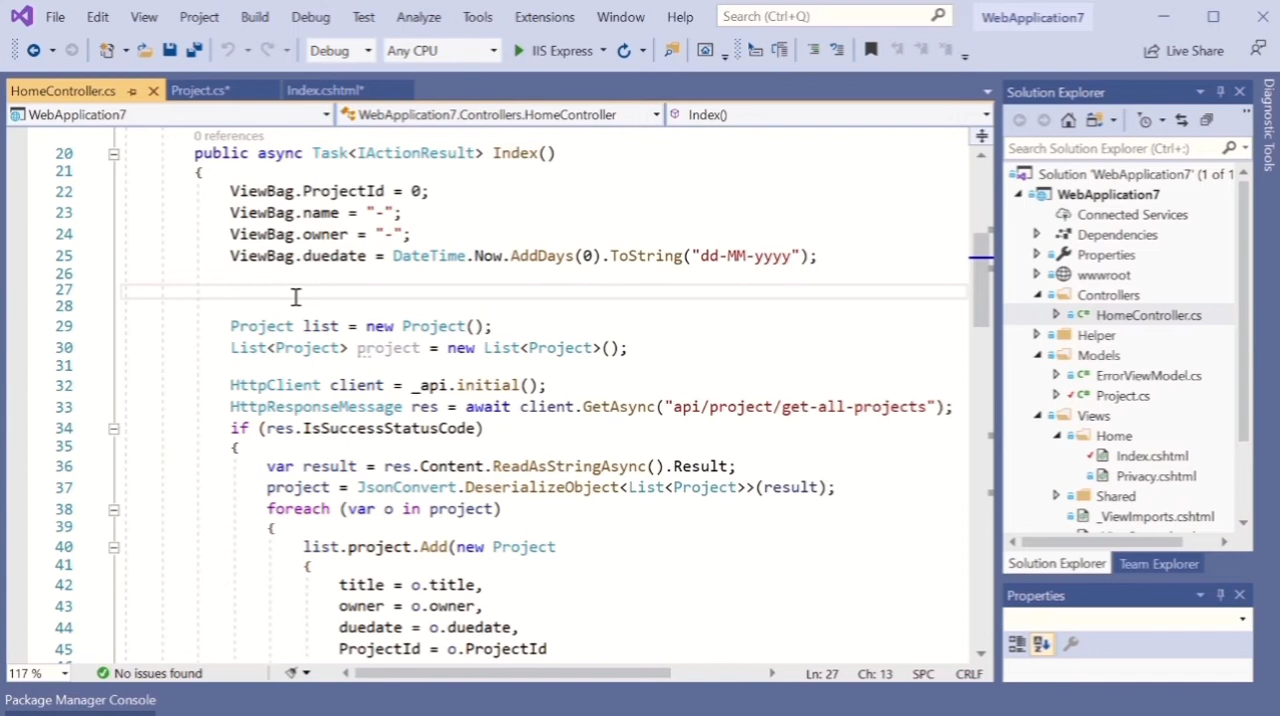 File Edit View Project Build Debug Test Analyze Tools Extensions Window Help Search (Ctrl+Q) WebApplication7
Debug Any CPU IIS Express Live Share
HomeController.cs Project.cs* Index.cshtml*
WebApplication7 WebApplication7.Controllers.HomeController Index()
0 references
20 public async Task<IActionResult> Index()
21 {
22 ViewBag.ProjectId = 0;
23 ViewBag.name = "-";
24 ViewBag.owner = "-";
25 ViewBag.duedate = DateTime.Now.AddDays(0).ToString("dd-MM-yyyy");
26
27
28
29 Project list = new Project();
30 List<Project> project = new List<Project>();
31
32 HttpClient client = _api.initial();
33 HttpResponseMessage res = await client.GetAsync("api/project/get-all-projects");
34 if (res.IsSuccessStatusCode)
35 {
36 var result = res.Content.ReadAsStringAsync().Result;
37 project = JsonConvert.DeserializeObject<List<Project>>(result);
38 foreach (var o in project)
39 {
40 list.project.Add(new Project
41 {
42 title = o.title,
43 owner = o.owner,
44 duedate = o.duedate,
45 ProjectId = o.ProjectId
117 % No issues found Ln: 27 Ch: 13 SPC CRLF
Package Manager Console
Solution Explorer
Search Solution Explorer (Ctrl+;)
Solution 'WebApplication7' (1 of 1
WebApplication7
Connected Services
Dependencies
Properties
wwwroot
Controllers
HomeController.cs
Helper
Models
ErrorViewModel.cs
Project.cs
Views
Home
Index.cshtml
Privacy.cshtml
Shared
_ViewImports.cshtml
Solution Explorer Team Explorer
Properties
Diagnostic Tools